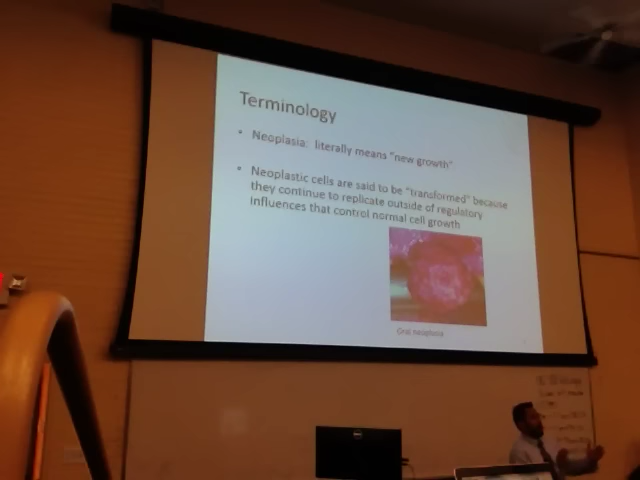 Terminology
• Neoplasia: literally means "new growth"
• Neoplastic cells are said to be "transformed" because
they continue to replicate outside of regulatory
influences that control normal cell growth
Oral neoplasia
DELL